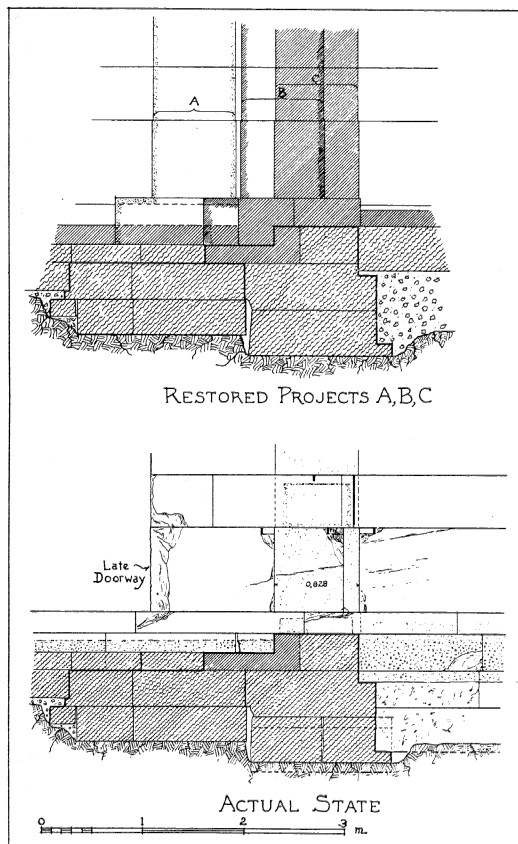 A
B
C
RESTORED PROJECTS A, B, C
Late
Doorway
0,828
ACTUAL STATE
0 1 2 3
m.